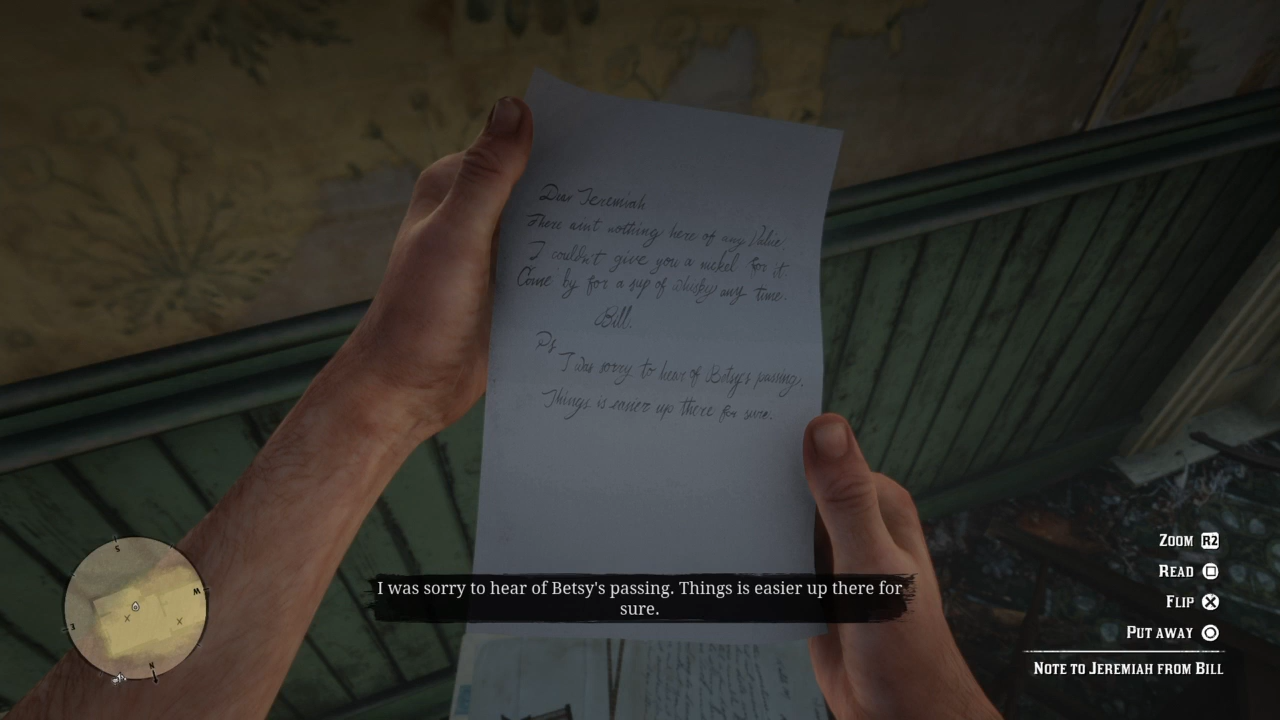 Dear Jeremiah
There aint nothing here of any Value
I couldn't give you a nickel for it.
Come by for a sup of Whisky any time.
Bill.
Ps
I was sorry to hear of Betsy's passing.
Things is easier up there for sure.
I was sorry to hear of Betsy's passing. Things is easier up there for
sure.
S
W
E
N
ZOOM R2
READ
FLIP
PUT AWAY
NOTE TO JEREMIAH FROM BILL